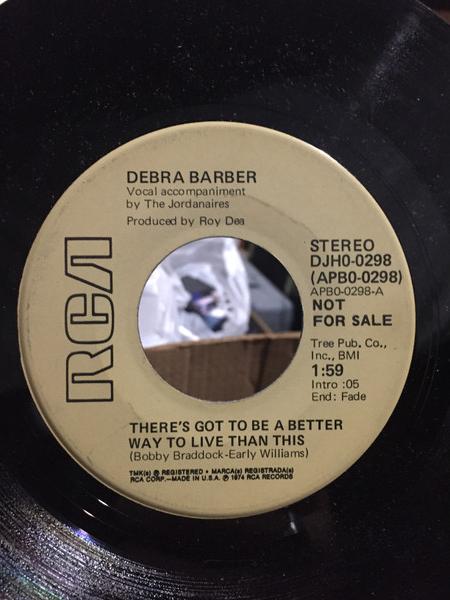 DEBRA BARBER
Vocal accompaniment
by The Jordanaires
Produced by Roy Dea
RCA
STEREO
DJH0-0298
(APB0-0298)
APB0-0298-A
NOT
FOR SALE
Tree Pub. Co.,
Inc., BMI
1:59
Intro :05
End: Fade
THERE'S GOT TO BE A BETTER
WAY TO LIVE THAN THIS
(Bobby Braddock-Early Williams)
TMK(s) ® REGISTERED • MARCA(s) REGISTRADA(s)
RCA CORP.—MADE IN U.S.A. ℗ 1974 RCA RECORDS